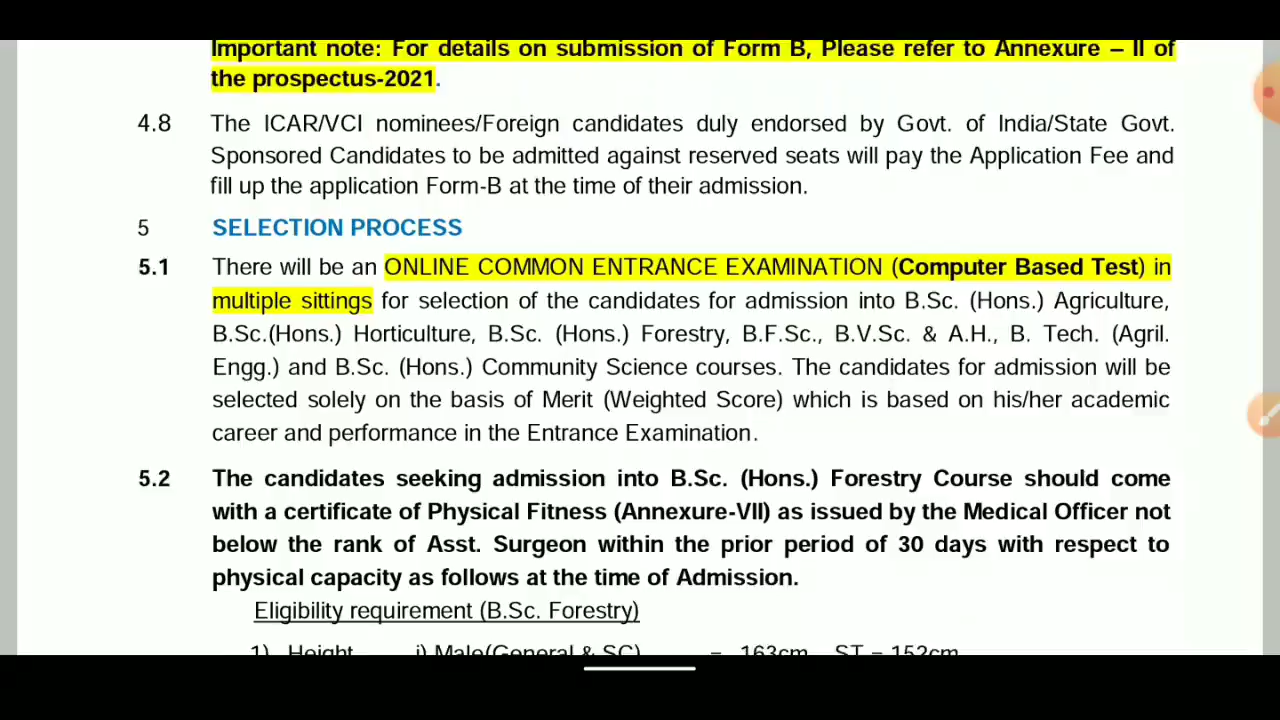 Important note: For details on submission of Form B, Please refer to Annexure – II of
the prospectus-2021.
4.8 The ICAR/VCI nominees/Foreign candidates duly endorsed by Govt. of India/State Govt.
Sponsored Candidates to be admitted against reserved seats will pay the Application Fee and
fill up the application Form-B at the time of their admission.
5 SELECTION PROCESS
5.1 There will be an ONLINE COMMON ENTRANCE EXAMINATION (Computer Based Test) in
multiple sittings for selection of the candidates for admission into B.Sc. (Hons.) Agriculture,
B.Sc.(Hons.) Horticulture, B.Sc. (Hons.) Forestry, B.F.Sc., B.V.Sc. & A.H., B. Tech. (Agril.
Engg.) and B.Sc. (Hons.) Community Science courses. The candidates for admission will be
selected solely on the basis of Merit (Weighted Score) which is based on his/her academic
career and performance in the Entrance Examination.
5.2 The candidates seeking admission into B.Sc. (Hons.) Forestry Course should come
with a certificate of Physical Fitness (Annexure-VII) as issued by the Medical Officer not
below the rank of Asst. Surgeon within the prior period of 30 days with respect to
physical capacity as follows at the time of Admission.
Eligibility requirement (B.Sc. Forestry)
1) Height i) Male(General & SC) = 163cm ST = 152cm